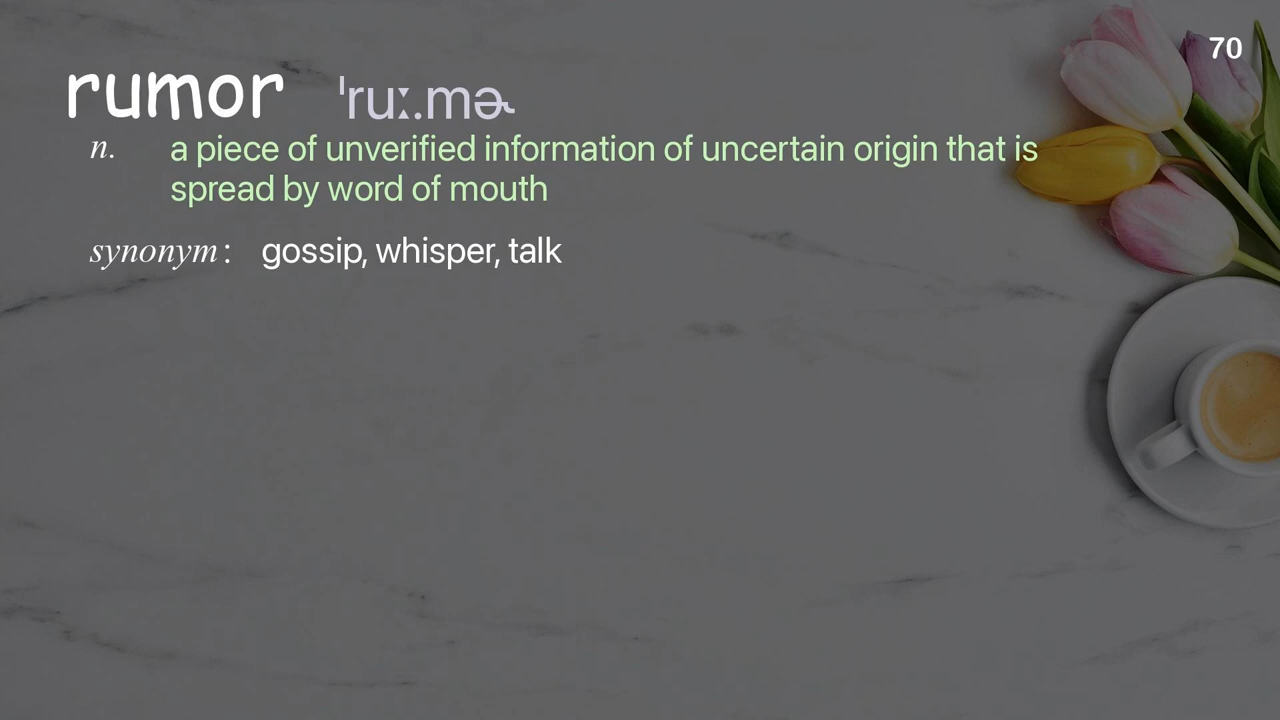 70
rumor ˈruː.mɚ
n. a piece of unverified information of uncertain origin that is
spread by word of mouth
synonym : gossip, whisper, talk